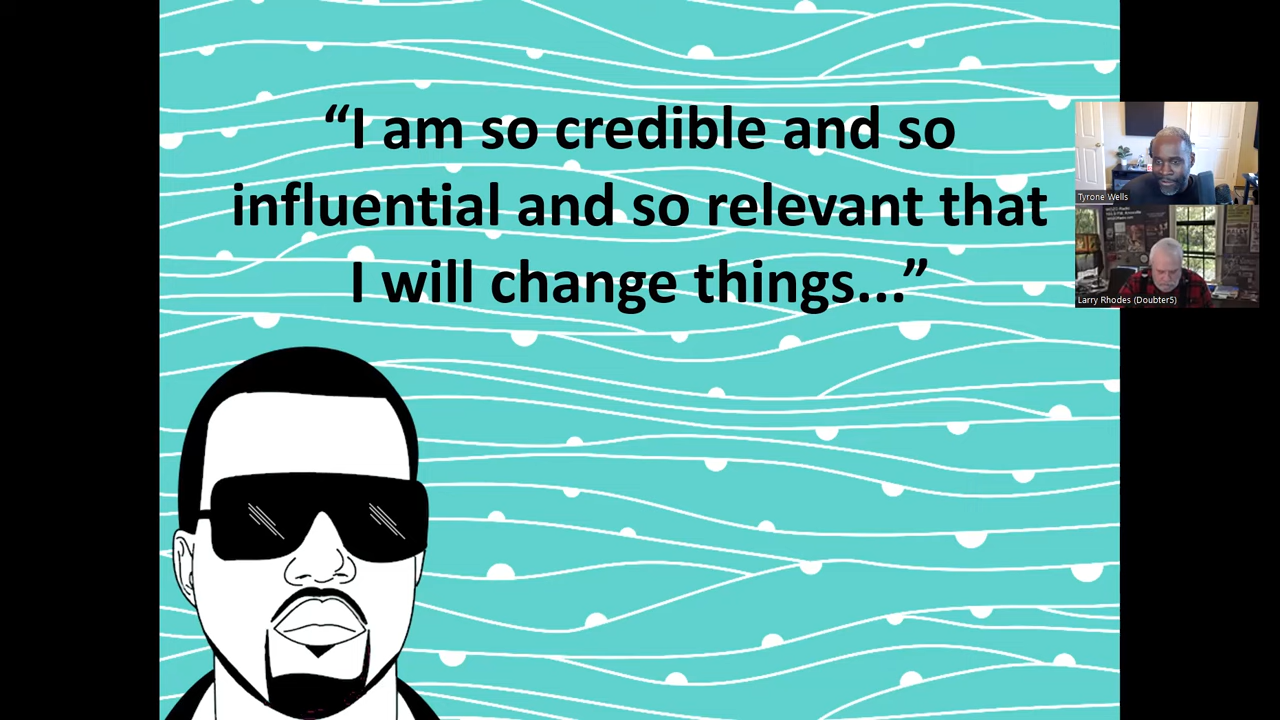 “I am so credible and so
influential and so relevant that
I will change things...”
Tyrone Wells
Larry Rhodes (Doubter5)